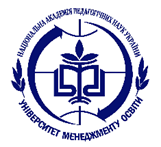 НАЦІОНАЛЬНА АКАДЕМІЯ ПЕДАГОГІЧНИХ НАУК УКРАЇНИ
УНІВЕРСИТЕТ МЕНЕДЖМЕНТУ ОСВІТИ